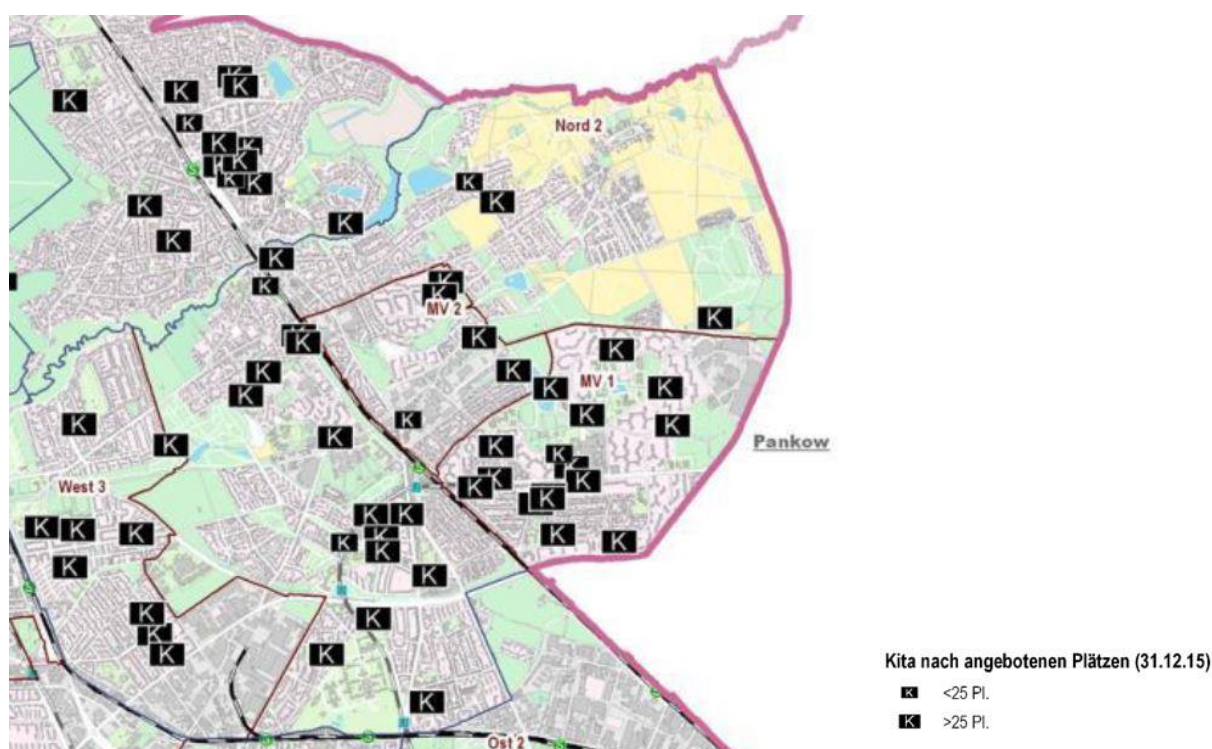 Nord 2
MV 2
MV 1
Pankow
West 3
Ost 2
Kita nach angebotenen Plätzen (31.12.15)
K <25 Pl.
K >25 Pl.